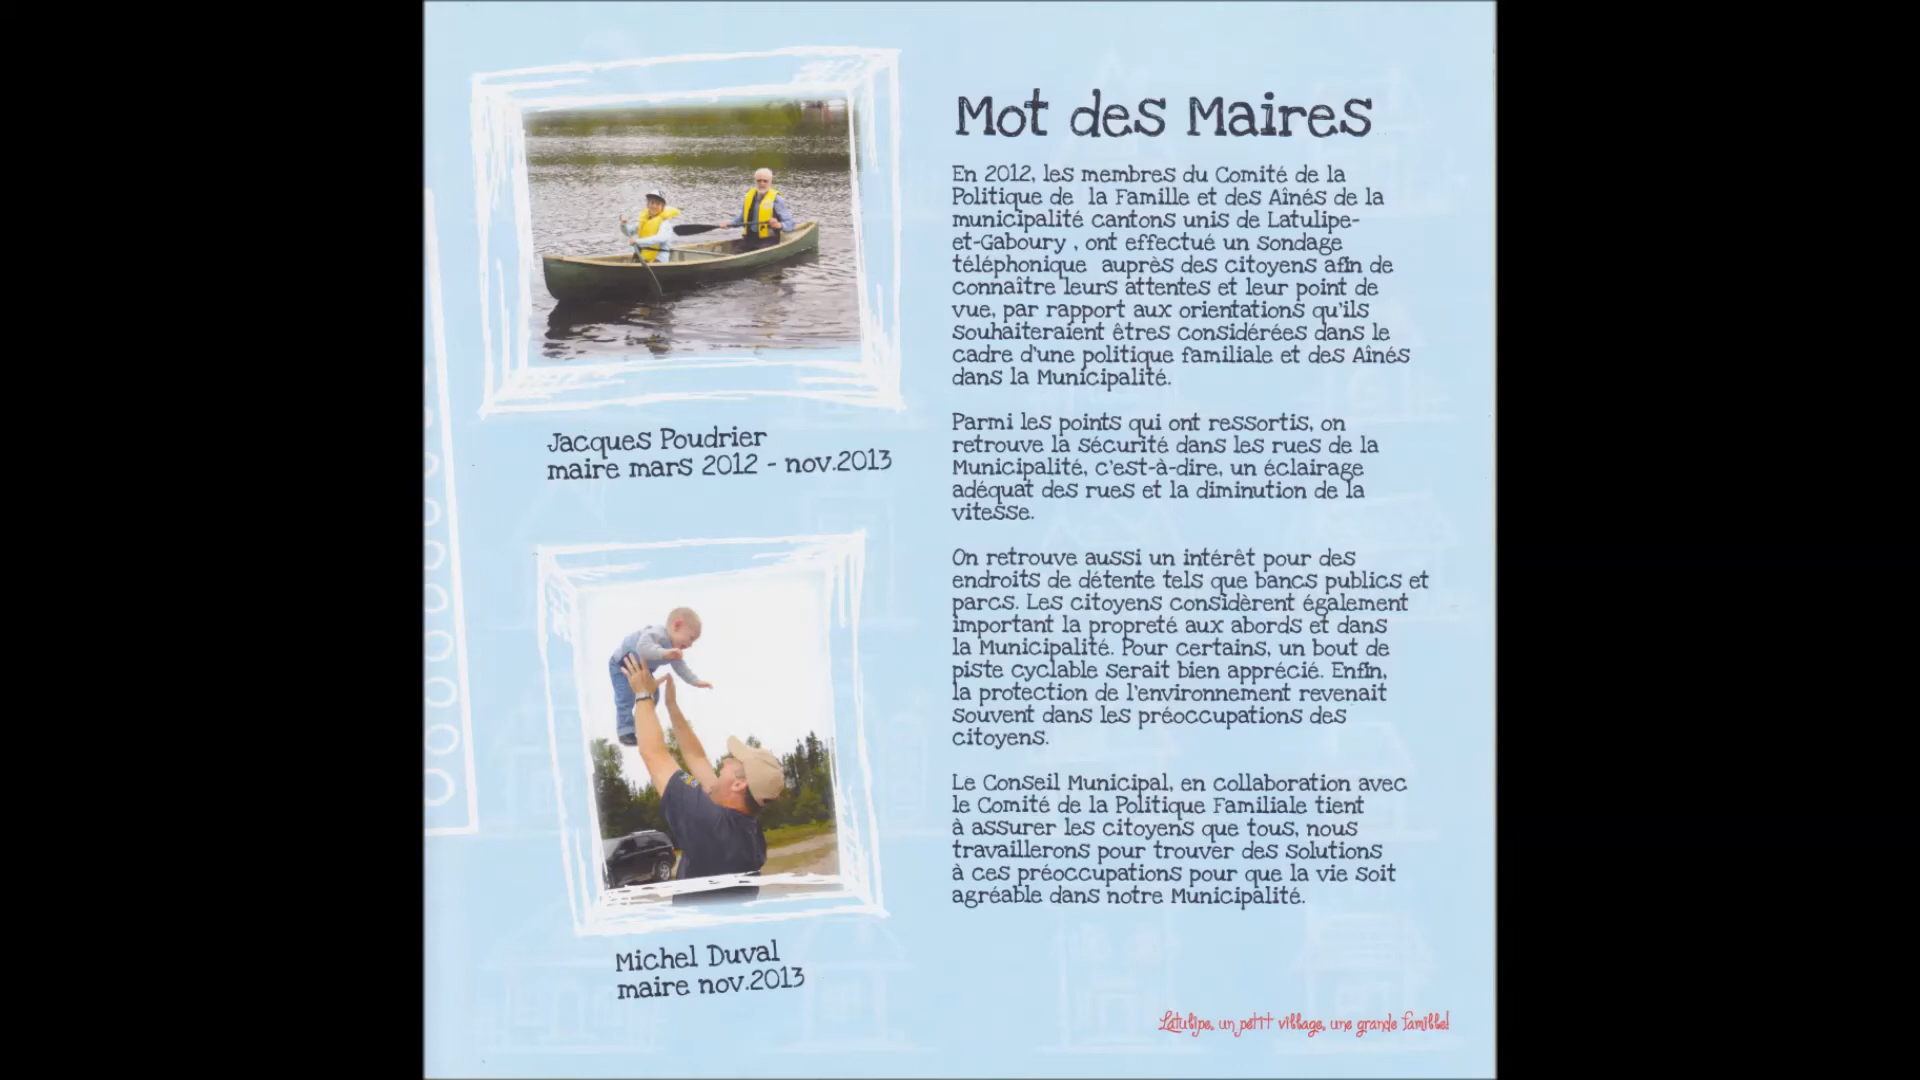 Jacques Poudrier
maire mars 2012 - nov.2013
Michel Duval
maire nov.2013
Mot des Maires
En 2012, les membres du Comité de la
Politique de  la Famille et des Aînés de la
municipalité cantons unis de Latulipe-
et-Gaboury , ont effectué un sondage
téléphonique  auprès des citoyens afin de
connaître leurs attentes et leur point de
vue, par rapport aux orientations qu'ils
souhaiteraient êtres considérées dans le
cadre d'une politique familiale et des Aînés
dans la Municipalité.
Parmi les points qui ont ressortis, on
retrouve la sécurité dans les rues de la
Municipalité, c'est-à-dire, un éclairage
adéquat des rues et la diminution de la
vitesse.
On retrouve aussi un intérêt pour des
endroits de détente tels que bancs publics et
parcs. Les citoyens considèrent également
important la propreté aux abords et dans
la Municipalité. Pour certains, un bout de
piste cyclable serait bien apprécié. Enfin,
la protection de l'environnement revenait
souvent dans les préoccupations des
citoyens.
Le Conseil Municipal, en collaboration avec
le Comité de la Politique Familiale tient
à assurer les citoyens que tous, nous
travaillerons pour trouver des solutions
à ces préoccupations pour que la vie soit
agréable dans notre Municipalité.
Latulipe, un petit village, une grande famille!